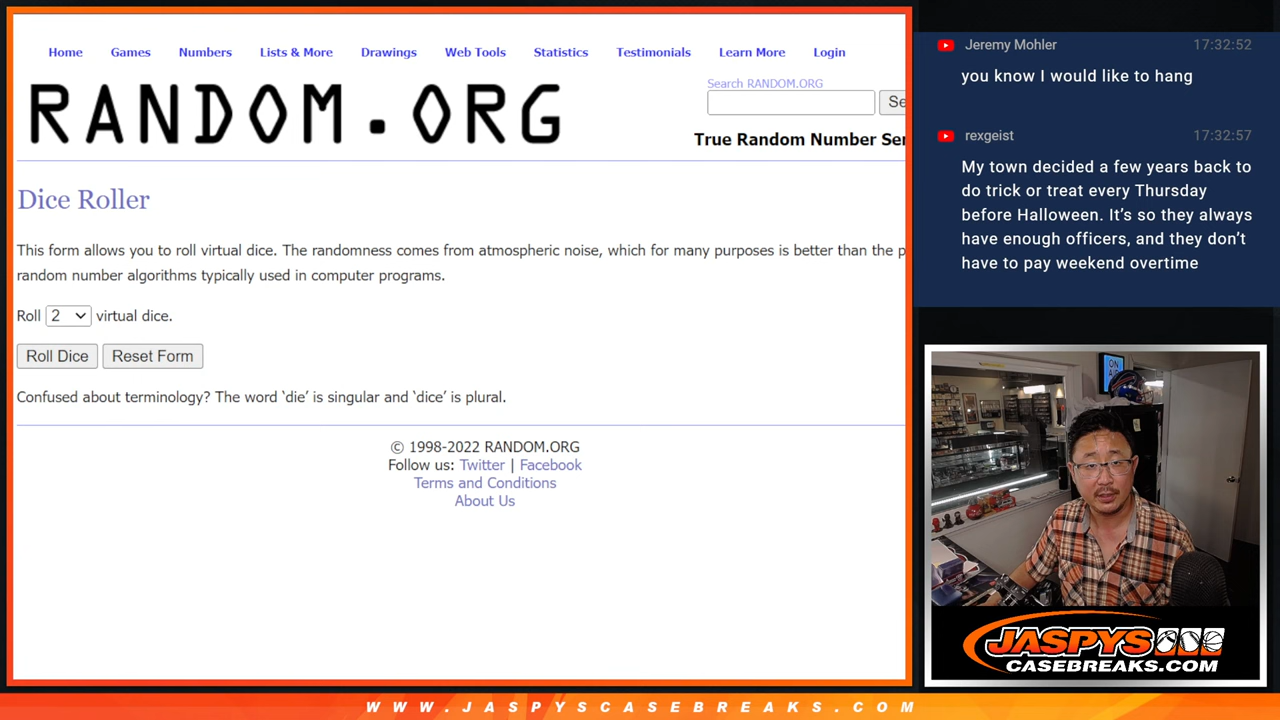 Home Games Numbers Lists & More Drawings Web Tools Statistics Testimonials Learn More Login
RANDOM.ORG
Search RANDOM.ORG
Se
True Random Number Ser
Dice Roller
This form allows you to roll virtual dice. The randomness comes from atmospheric noise, which for many purposes is better than the p
random number algorithms typically used in computer programs.
Roll 2 virtual dice.
Roll Dice Reset Form
Confused about terminology? The word ‘die’ is singular and ‘dice’ is plural.
© 1998-2022 RANDOM.ORG
Follow us: Twitter | Facebook
Terms and Conditions
About Us
Jeremy Mohler 17:32:52
you know I would like to hang
rexgeist 17:32:57
My town decided a few years back to
do trick or treat every Thursday
before Halloween. It’s so they always
have enough officers, and they don’t
have to pay weekend overtime
ON
JASPYS
CASEBREAKS.COM
WWW.JASPYSCASEBREAKS.COM